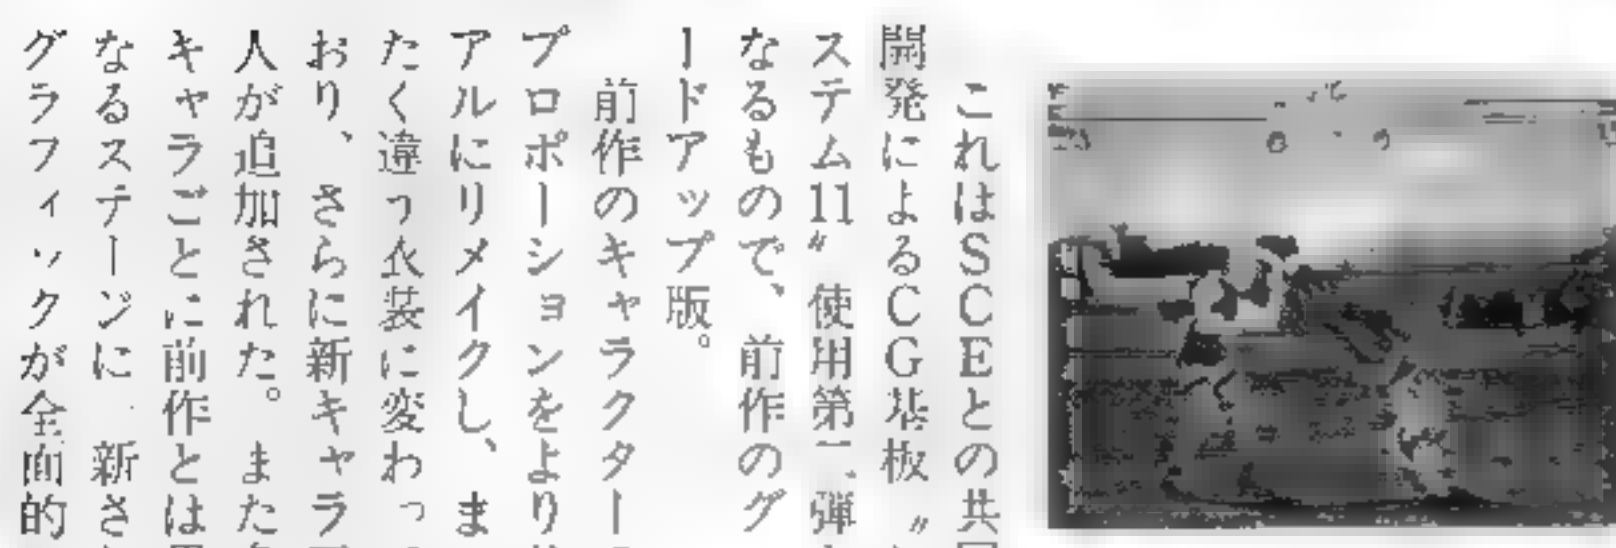 これはSCEとの共同
開発によるCG基板〝シ
ステム11〟使用第二弾と
なるもので、前作のグ
ードアップ版。
前作のキャラクターの
プロポーションをより
アルにリメイクし、ま
たく違う衣装に変わっ
おり、さらに新キャラ
人が追加された。また
キャラごとに前作とは
なるステージに、新さ
グラフィックが全面的